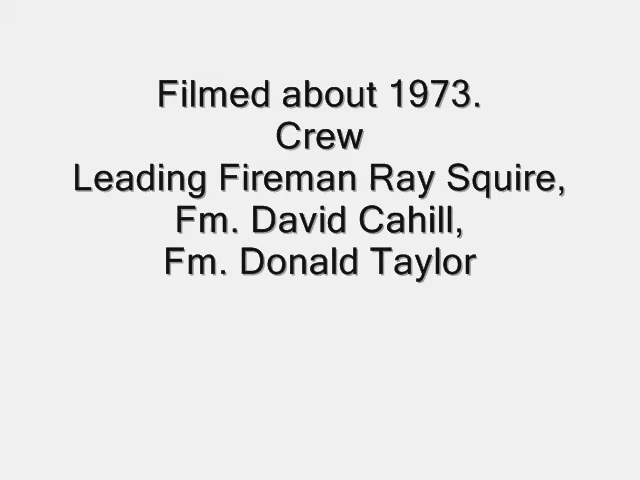 Filmed about 1973.
Crew
Leading Fireman Ray Squire,
Fm. David Cahill,
Fm. Donald Taylor